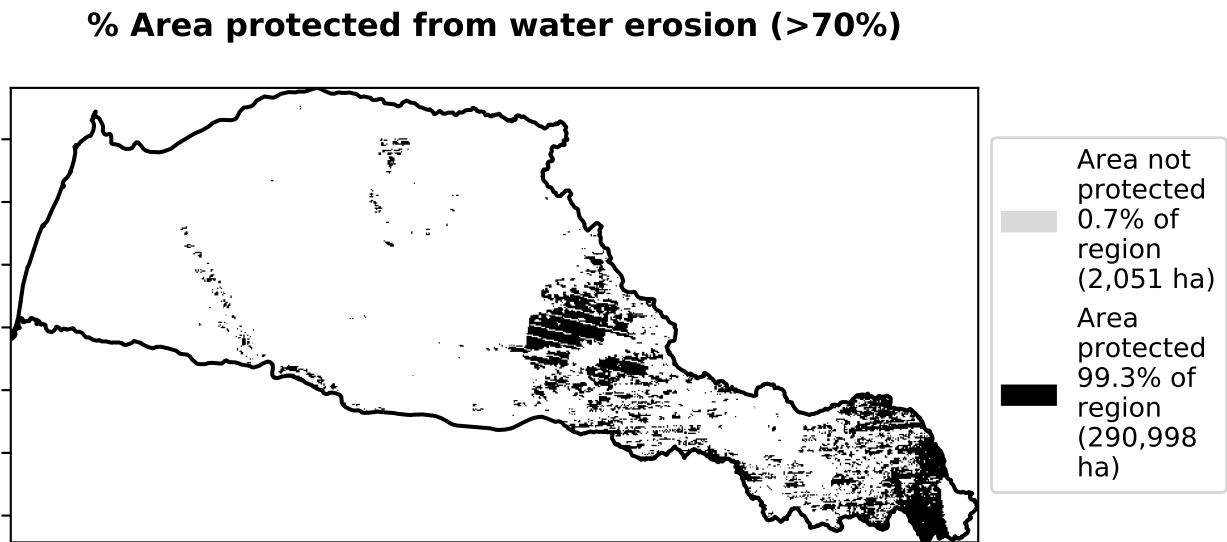 % Area protected from water erosion (>70%)
Area not
protected
0.7% of
region
(2,051 ha)
Area
protected
99.3% of
region
(290,998
ha)